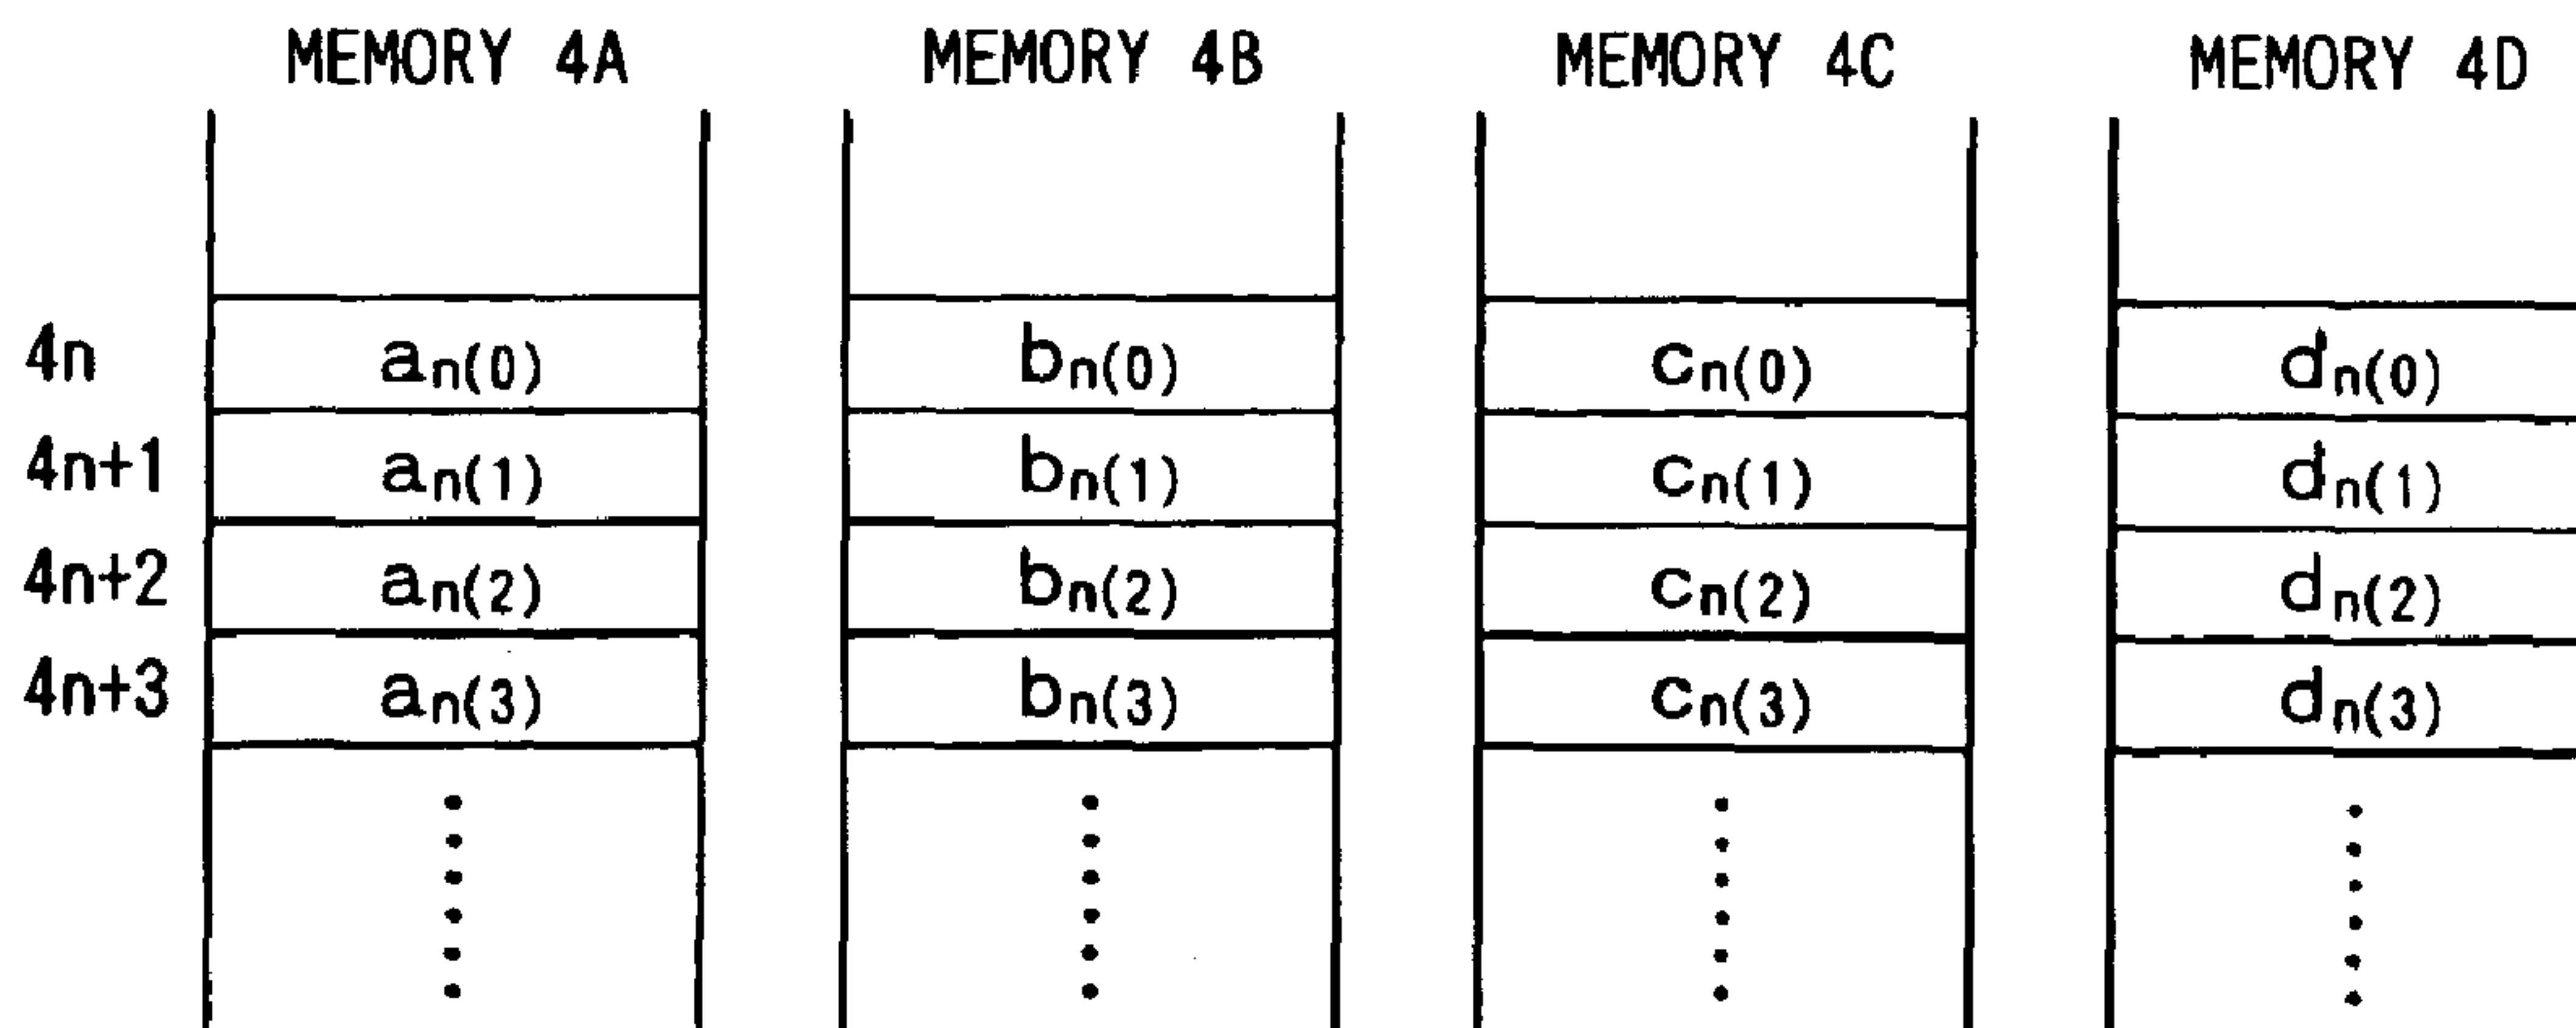 MEMORY 4A MEMORY 4B MEMORY 4C MEMORY 4D
4n an(0) bn(0) cn(0) dn(0)
4n+1 an(1) bn(1) cn(1) dn(1)
4n+2 an(2) bn(2) cn(2) dn(2)
4n+3 an(3) bn(3) cn(3) dn(3)